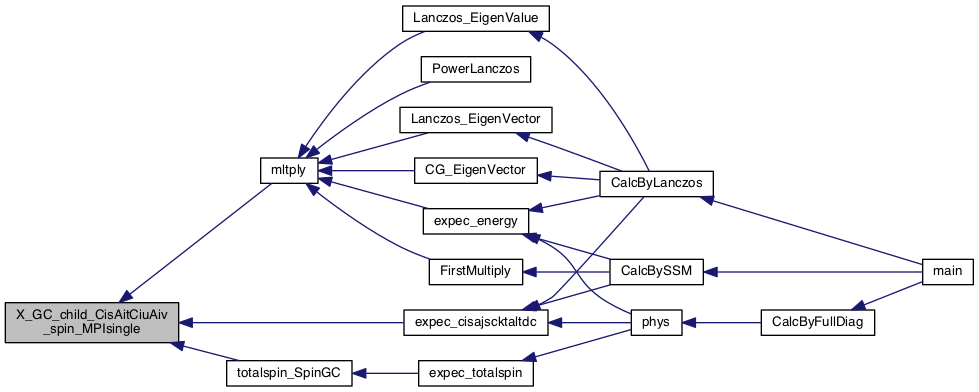 Lanczos_EigenValue
PowerLanczos
Lanczos_EigenVector
mltply
CG_EigenVector
CalcByLanczos
expec_energy
FirstMultiply
CalcBySSM
main
X_GC_child_CisAitCiuAiv
_spin_MPIsingle
expec_cisajscktaltdc
phys
CalcByFullDiag
totalspin_SpinGC
expec_totalspin